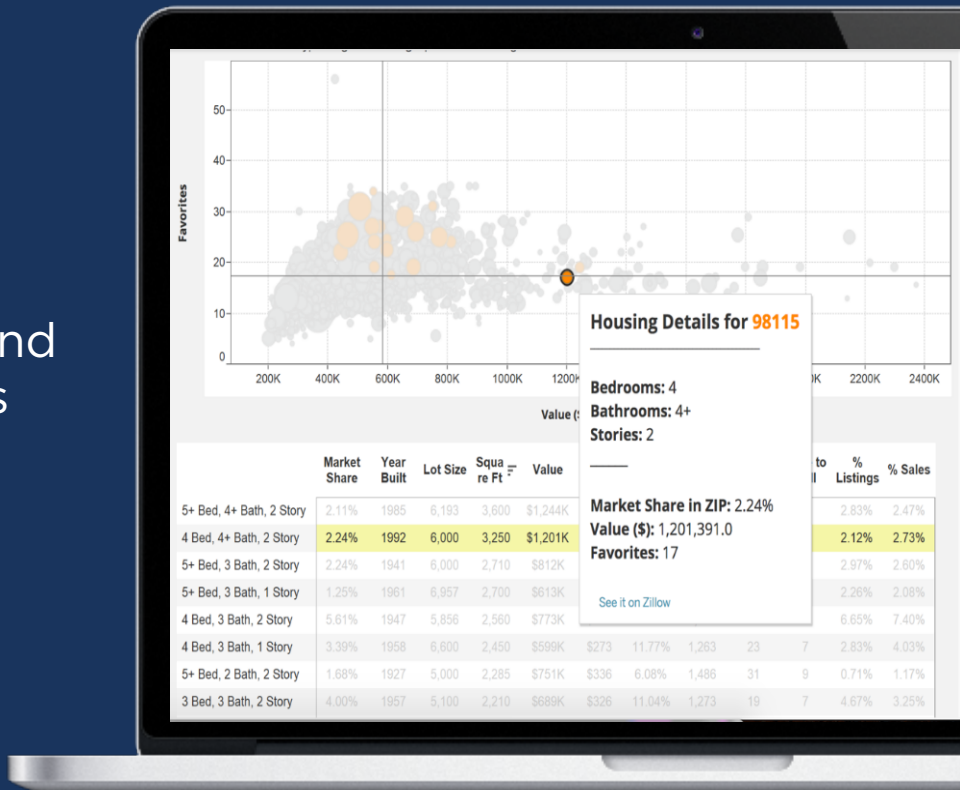 nd
s
50
40
30
20
10
0
Favorites
200K 400K 600K 800K 1000K 1200K 2200K 2400K
Value ($
Housing Details for 98115
Bedrooms: 4
Bathrooms: 4+
Stories: 2
Market Share in ZIP: 2.24%
Value ($): 1,201,391.0
Favorites: 17
See it on Zillow
Market Share Year Built Lot Size Squa re Ft Value to % Listings % Sales
5+ Bed, 4+ Bath, 2 Story 2.11% 1985 6,193 3,600 $1,244K 2.83% 2.47%
4 Bed, 4+ Bath, 2 Story 2.24% 1992 6,000 3,250 $1,201K 2.12% 2.73%
5+ Bed, 3 Bath, 2 Story 2.24% 1941 6,000 2,710 $812K 2.97% 2.60%
5+ Bed, 3 Bath, 1 Story 1.25% 1961 6,957 2,700 $613K 2.26% 2.08%
4 Bed, 3 Bath, 2 Story 5.61% 1947 5,856 2,560 $773K 6.65% 7.40%
4 Bed, 3 Bath, 1 Story 3.39% 1958 6,600 2,450 $599K $273 11.77% 1,263 23 7 2.83% 4.03%
5+ Bed, 2 Bath, 2 Story 1.68% 1927 5,000 2,285 $751K $336 6.08% 1,486 31 9 0.71% 1.17%
3 Bed, 3 Bath, 2 Story 4.00% 1957 5,100 2,210 $689K $326 11.04% 1,273 19 7 4.67% 3.25%